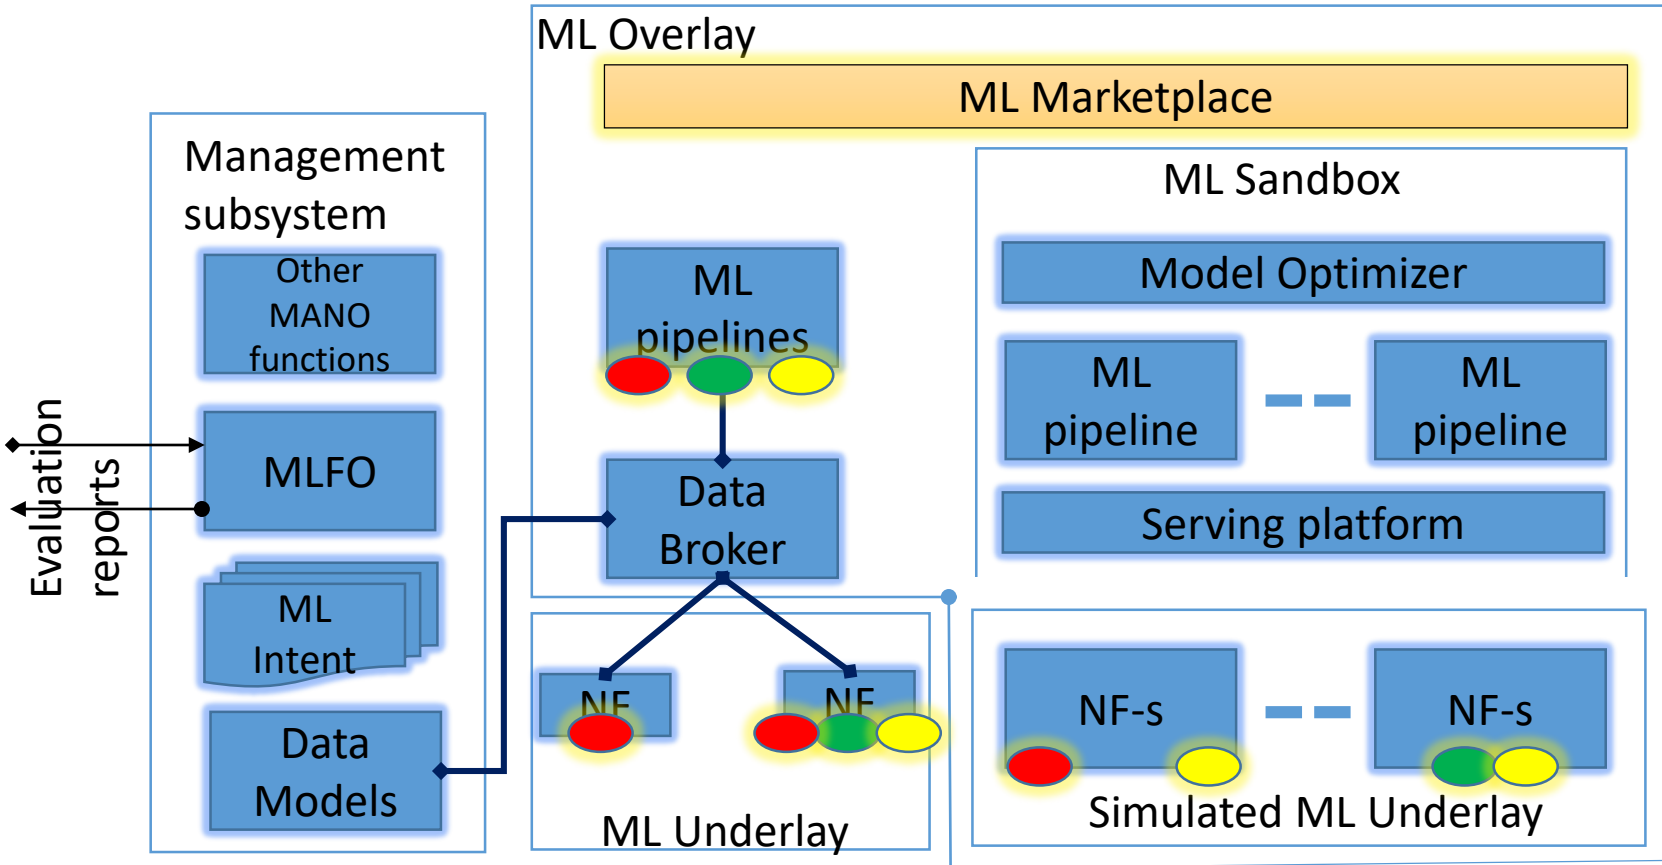 ML Overlay
ML Marketplace
Management
subsystem
Other
MANO
functions
MLFO
Evaluation
reports
ML
Intent
Data
Models
ML
pipelines
Data
Broker
NF
NF
ML Underlay
ML Sandbox
Model Optimizer
ML
pipeline
ML
pipeline
Serving platform
NF-s
NF-s
Simulated ML Underlay